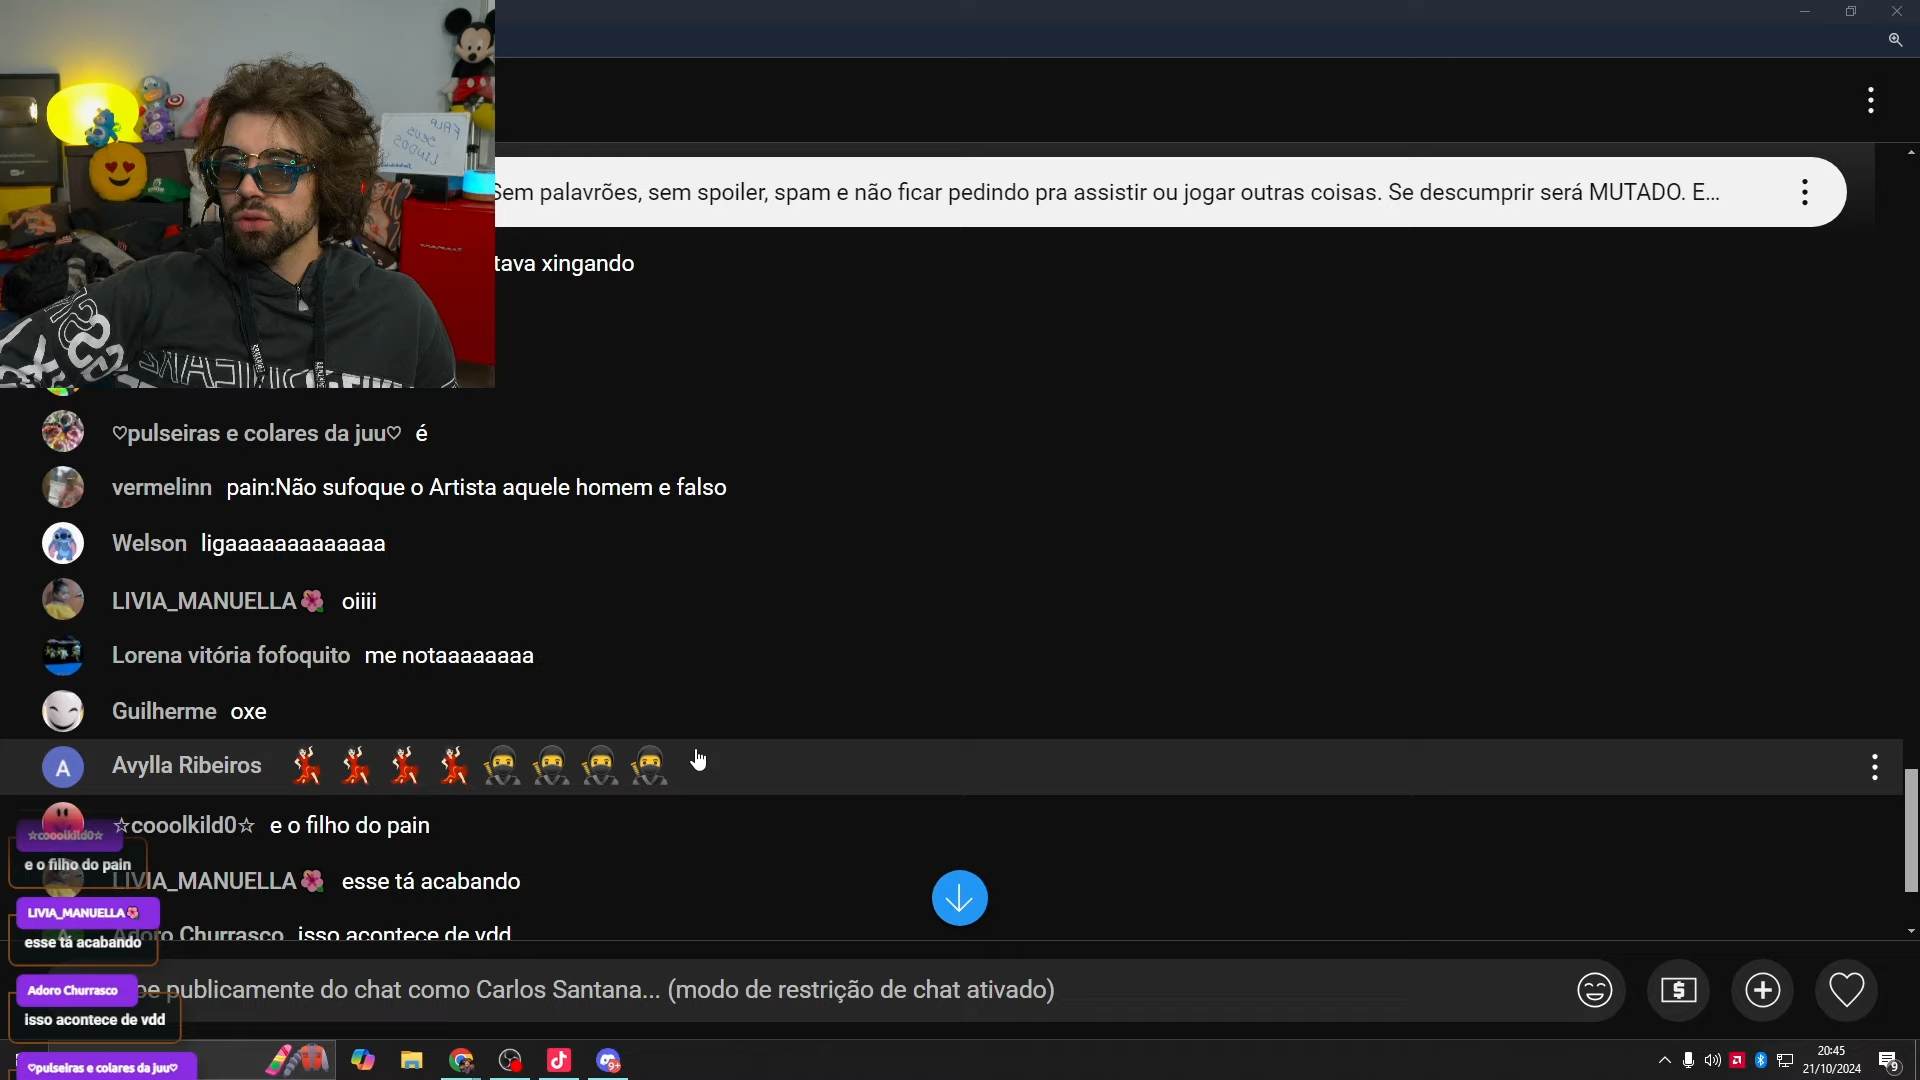 Sem palavrões, sem spoiler, spam e não ficar pedindo pra assistir ou jogar outras coisas. Se descumprir será MUTADO. E...
tava xingando
♡pulseiras e colares da juu♡ é
vermelinn pain:Não sufoque o Artista aquele homem e falso
Welson ligaaaaaaaaaaaaa
LIVIA_MANUELLA🌺 oiiii
Lorena vitória fofoquito me notaaaaaaaa
Guilherme oxe
A Avylla Ribeiros 💃🏻💃🏻💃🏻💃🏻🥷🥷🥷🥷
☆cooolkild0☆ e o filho do pain
☆cooolkild0☆
e o filho do pain
LIVIA_MANUELLA🌺 esse tá acabando
LIVIA_MANUELLA🌺
esse tá acabando
Adoro Churrasco isso acontece de vdd
Adoro Churrasco
isso acontece de vdd
publicamente do chat como Carlos Santana... (modo de restrição de chat ativado)
♡pulseiras e colares da juu♡
20:45
21/10/2024
9